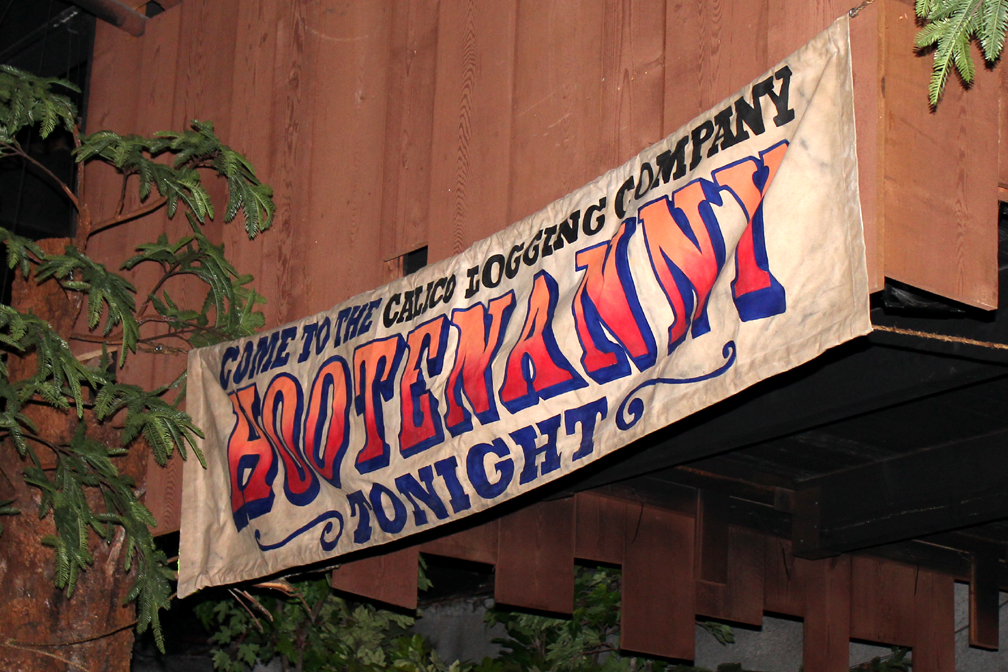 COME TO THE CALICO LOGGING COMPANY
HOOTENANNY
TONIGHT